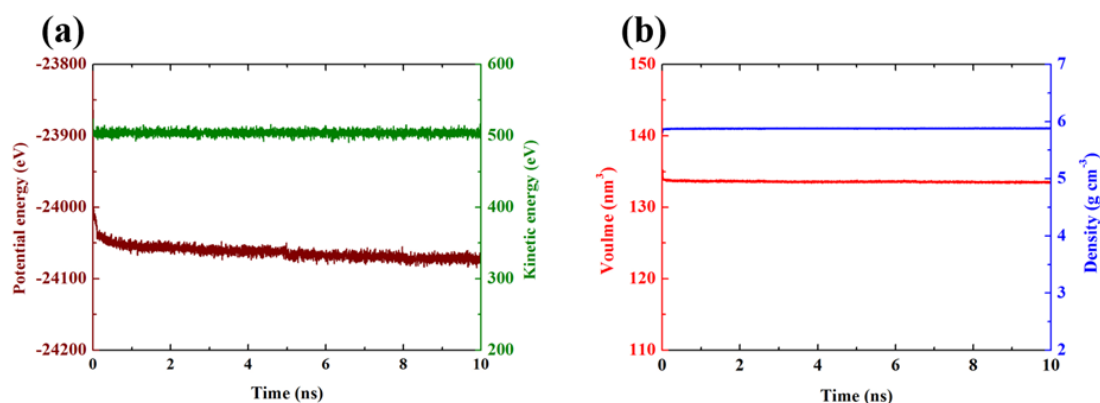 (a)
-23800
-23900
-24000
-24100
-24200
Potential energy (eV)
600
500
400
300
200
Kinetic energy (eV)
0 2 4 6 8 10
Time (ns)
(b)
150
140
130
120
110
Voulme (nm³)
7
6
5
4
3
2
Density (g cm⁻³)
0 2 4 6 8 10
Time (ns)